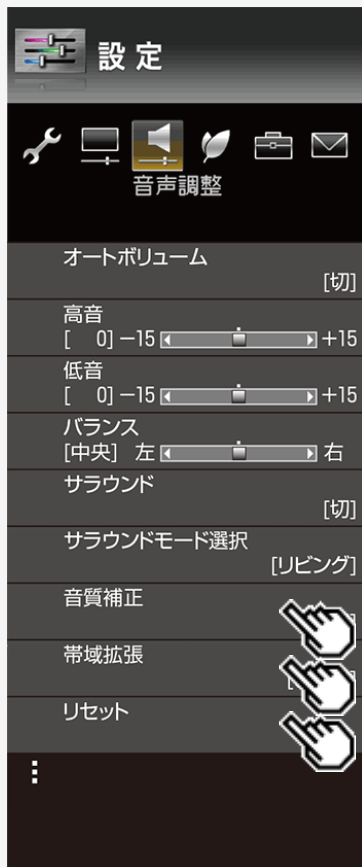 設定
音声調整
オートボリューム
[切]
高音
[ 0] －15 +15
低音
[ 0] －15 +15
バランス
[中央] 左 右
サラウンド
[切]
サラウンドモード選択
[リビング]
音質補正
帯域拡張
リセット